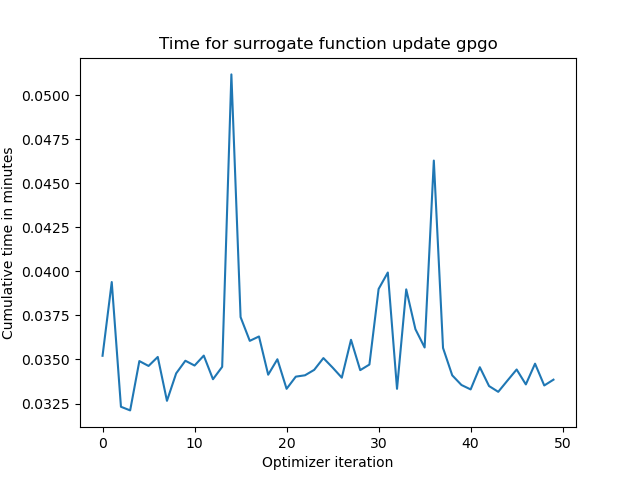 Time for surrogate function update gpgo
Cumulative time in minutes
0.0500
0.0475
0.0450
0.0425
0.0400
0.0375
0.0350
0.0325
0 10 20 30 40 50
Optimizer iteration